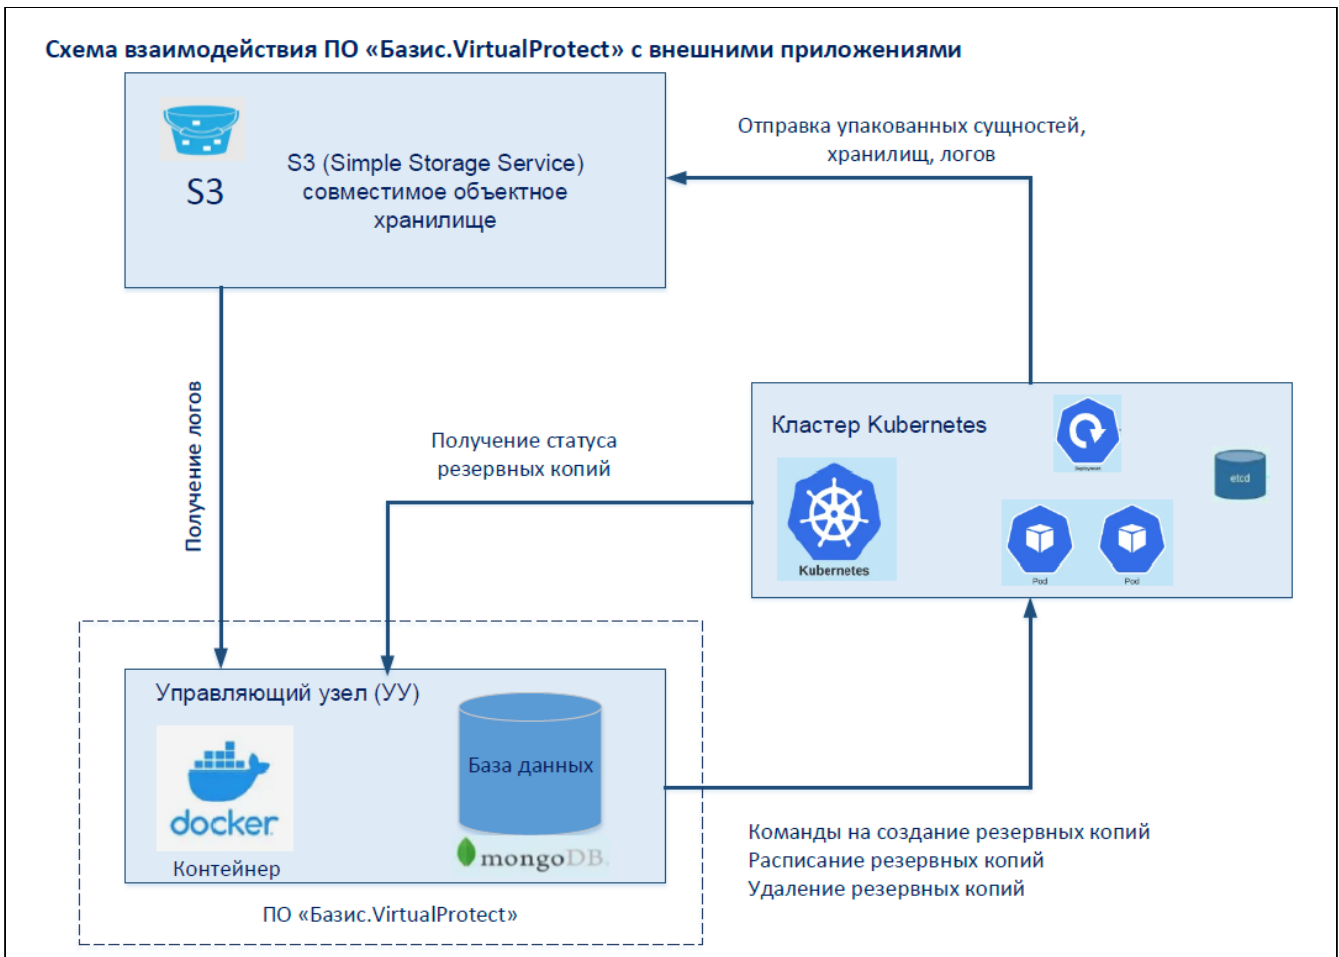 Схема взаимодействия ПО «Базис.VirtualProtect» с внешними приложениями
S3
S3 (Simple Storage Service)
совместимое объектное
хранилище
Отправка упакованных сущностей,
хранилищ, логов
Получение логов
Получение статуса
резервных копий
Кластер Kubernetes
Deployment
etcd
Kubernetes
Pod
Pod
Управляющий узел (УУ)
База данных
docker
mongoDB.
Контейнер
ПО «Базис.VirtualProtect»
Команды на создание резервных копий
Расписание резервных копий
Удаление резервных копий